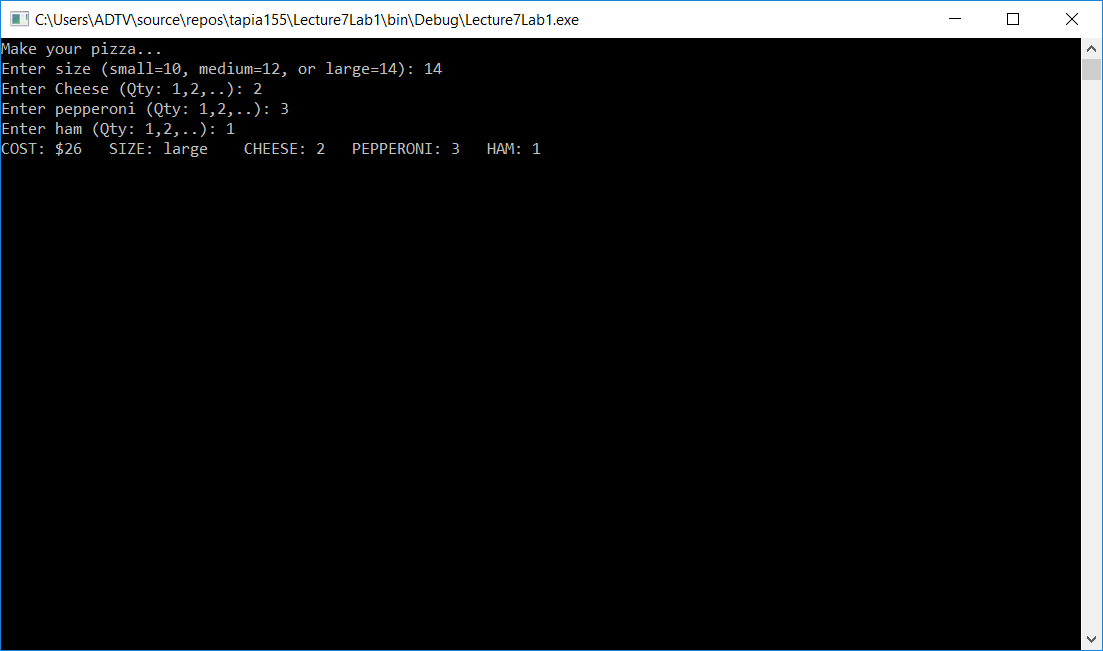 C:\Users\ADTV\source\repos\tapia155\Lecture7Lab1\bin\Debug\Lecture7Lab1.exe
Make your pizza...
Enter size (small=10, medium=12, or large=14): 14
Enter Cheese (Qty: 1,2,..): 2
Enter pepperoni (Qty: 1,2,..): 3
Enter ham (Qty: 1,2,..): 1
COST: $26   SIZE: large    CHEESE: 2   PEPPERONI: 3   HAM: 1